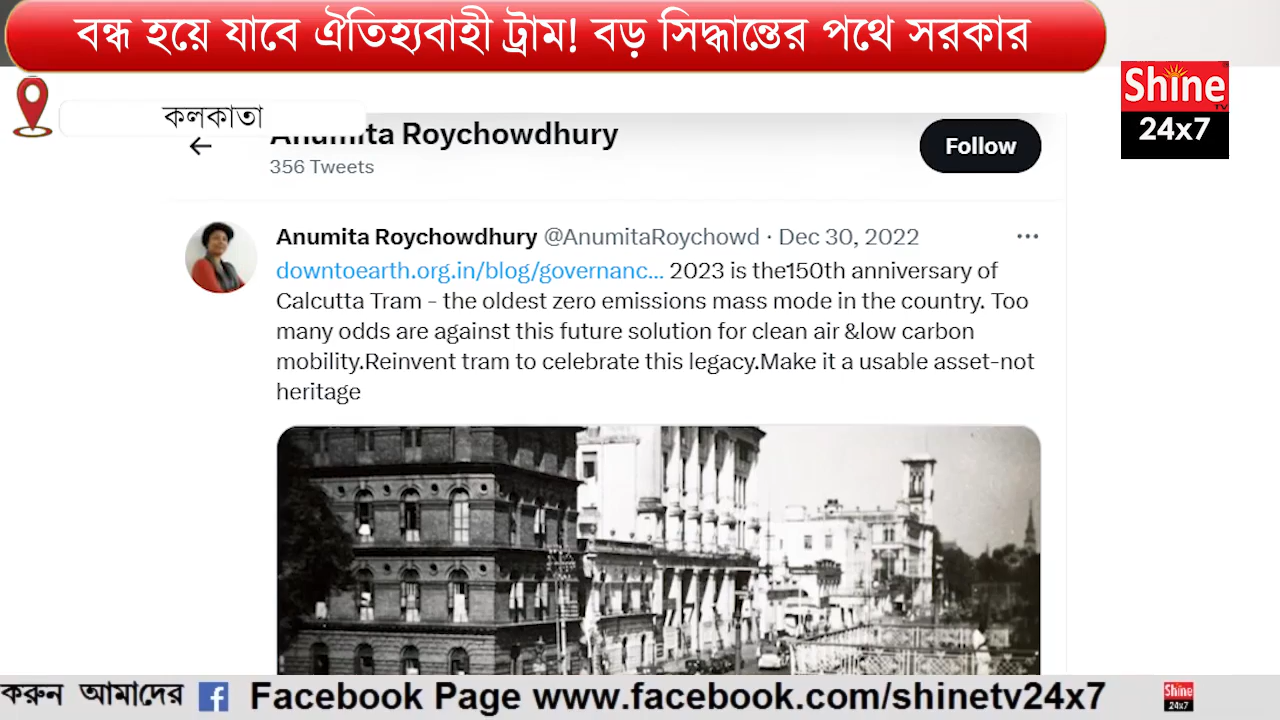 বন্ধ হয়ে যাবে ঐতিহ্যবাহী ট্রাম! বড় সিদ্ধান্তের পথে সরকার
কলকাতা
Shine
TV
24x7
Anumita Roychowdhury
356 Tweets
Follow
Anumita Roychowdhury @AnumitaRoychowd · Dec 30, 2022
downtoearth.org.in/blog/governanc... 2023 is the150th anniversary of
Calcutta Tram - the oldest zero emissions mass mode in the country. Too
many odds are against this future solution for clean air &low carbon
mobility.Reinvent tram to celebrate this legacy.Make it a usable asset-not
heritage
করুন আমাদের Facebook Page www.facebook.com/shinetv24x7
Shine
24x7